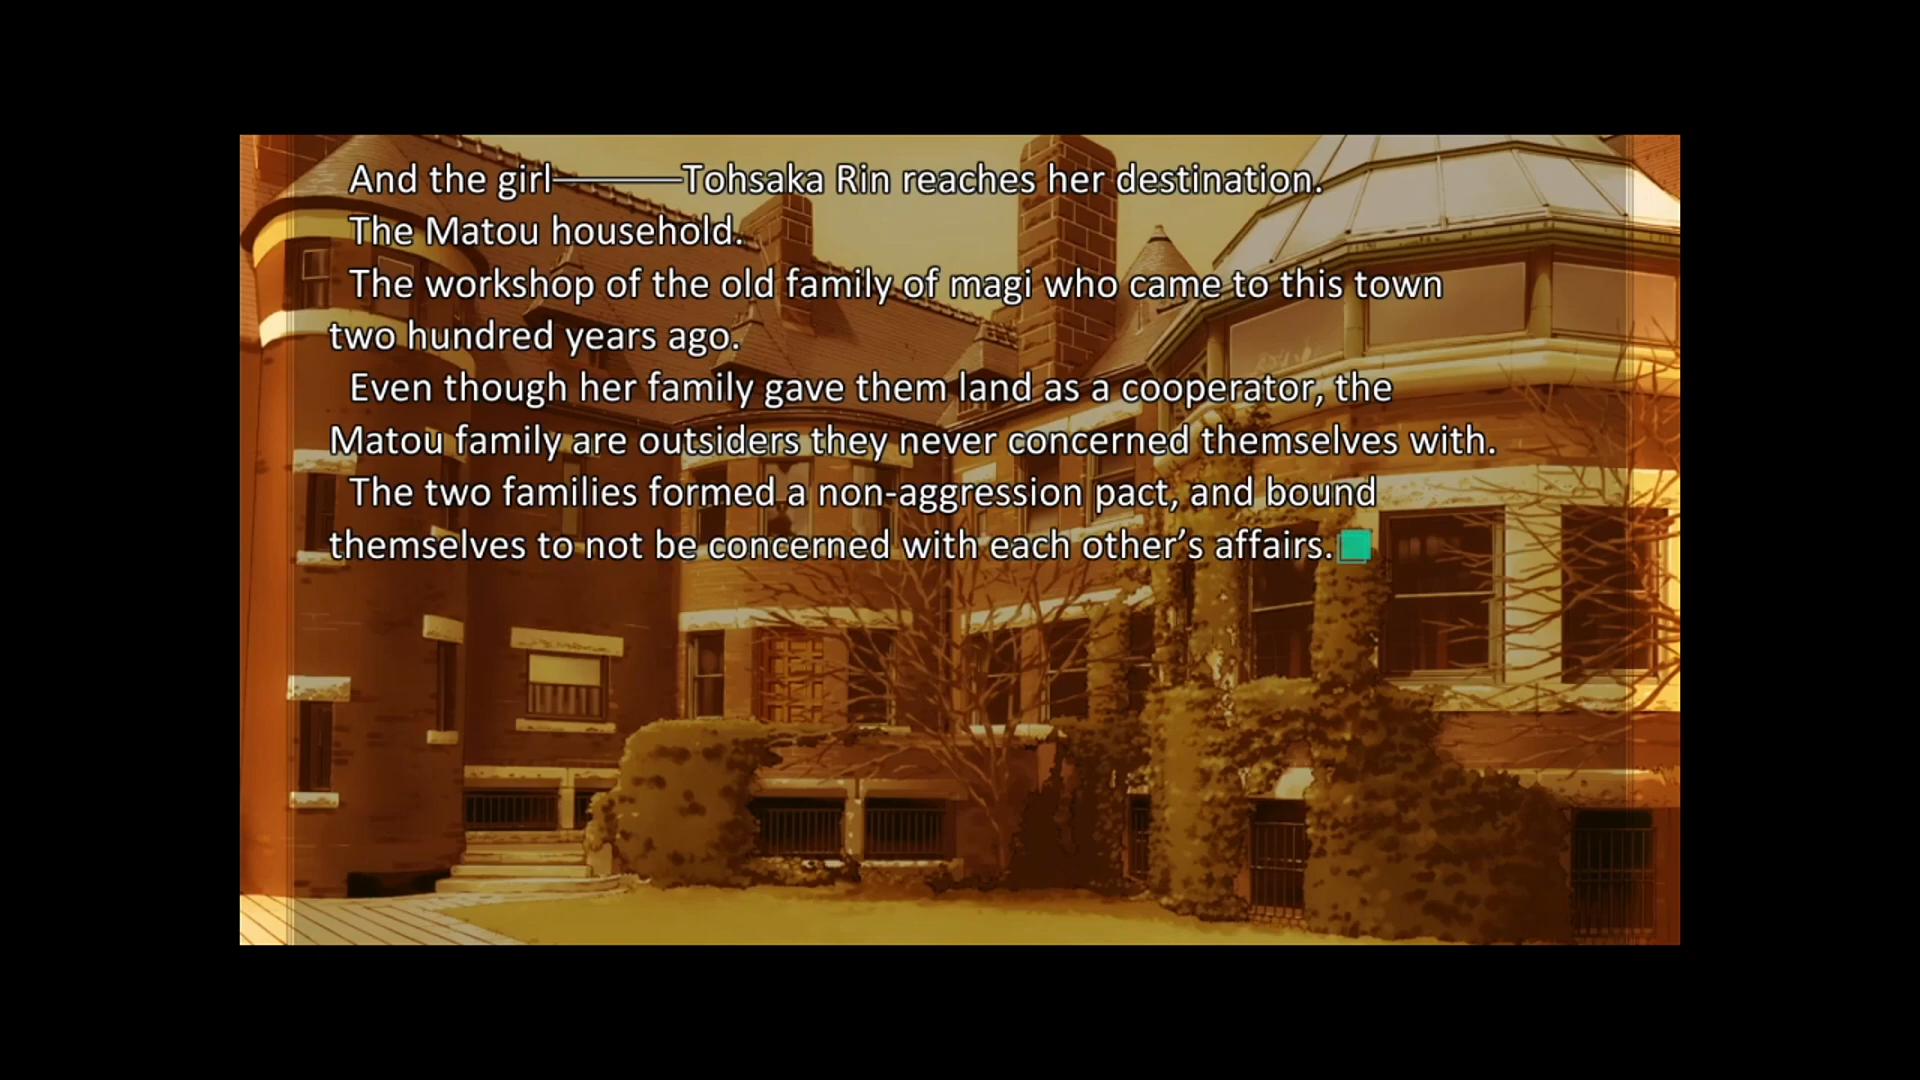 And the girl————Tohsaka Rin reaches her destination.
The Matou household.
The workshop of the old family of magi who came to this town
two hundred years ago.
Even though her family gave them land as a cooperator, the
Matou family are outsiders they never concerned themselves with.
The two families formed a non-aggression pact, and bound
themselves to not be concerned with each other’s affairs.